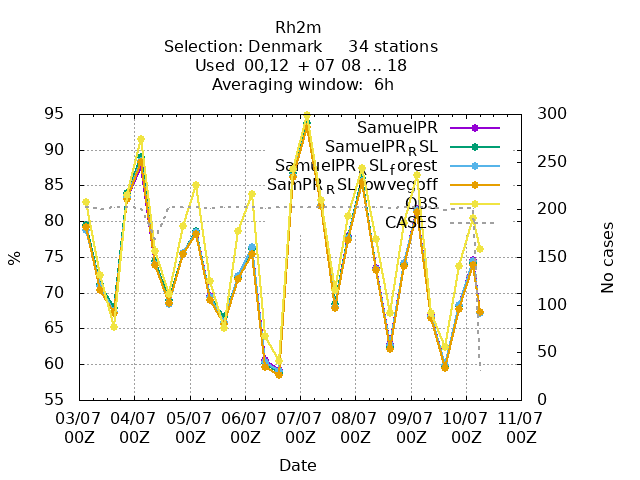 Rh2m
Selection: Denmark 34 stations
Used 00,12 + 07 08 ... 18
Averaging window: 6h
95
90
85
80
75
70
65
60
55
300
250
200
150
100
50
0
%
No cases
SamuelPR
SamuelPR_RSL
SamuelPR_RSL_forest
SamPR_RSLlowvegoff
OBS
CASES
03/07 04/07 05/07 06/07 07/07 08/07 09/07 10/07 11/07
00Z 00Z 00Z 00Z 00Z 00Z 00Z 00Z 00Z
Date